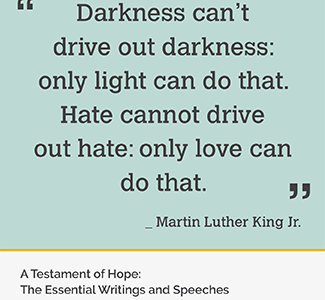 “
Darkness can’t
drive out darkness:
only light can do that.
Hate cannot drive
out hate: only love can
do that.
”
_ Martin Luther King Jr.
A Testament of Hope:
The Essential Writings and Speeches